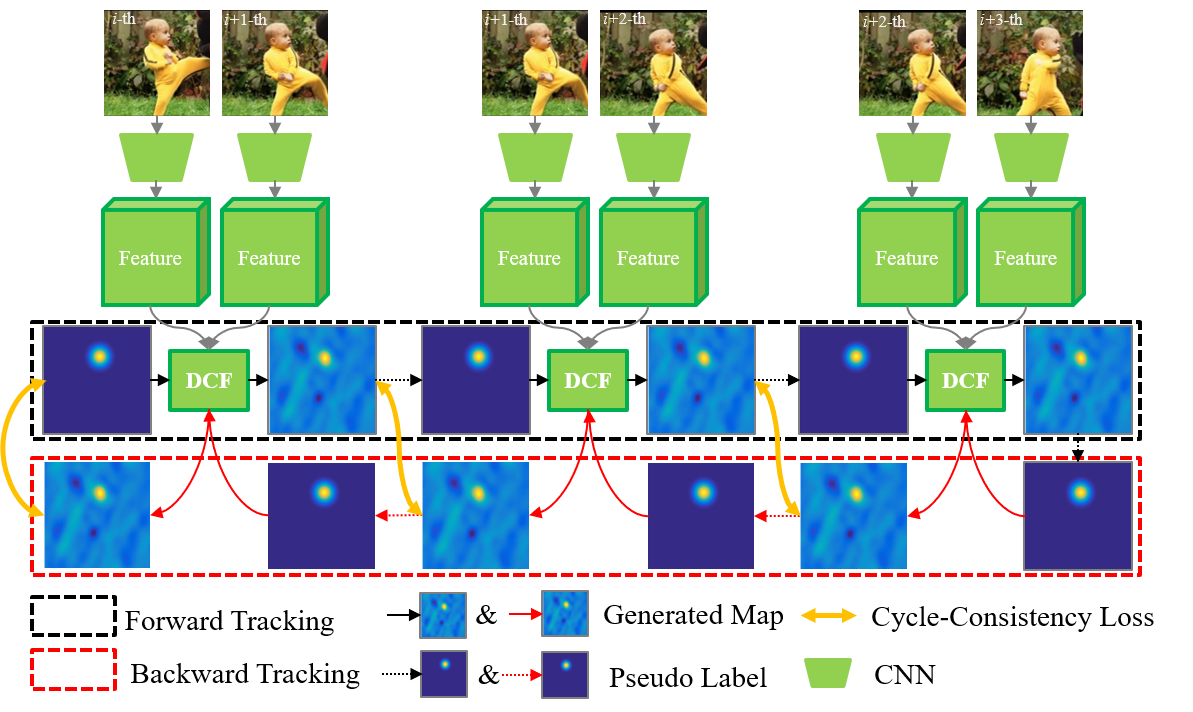 i-th i+1-th i+1-th i+2-th i+2-th i+3-th
Feature Feature Feature Feature Feature Feature
DCF DCF DCF
Forward Tracking & Generated Map Cycle-Consistency Loss
Backward Tracking & Pseudo Label CNN